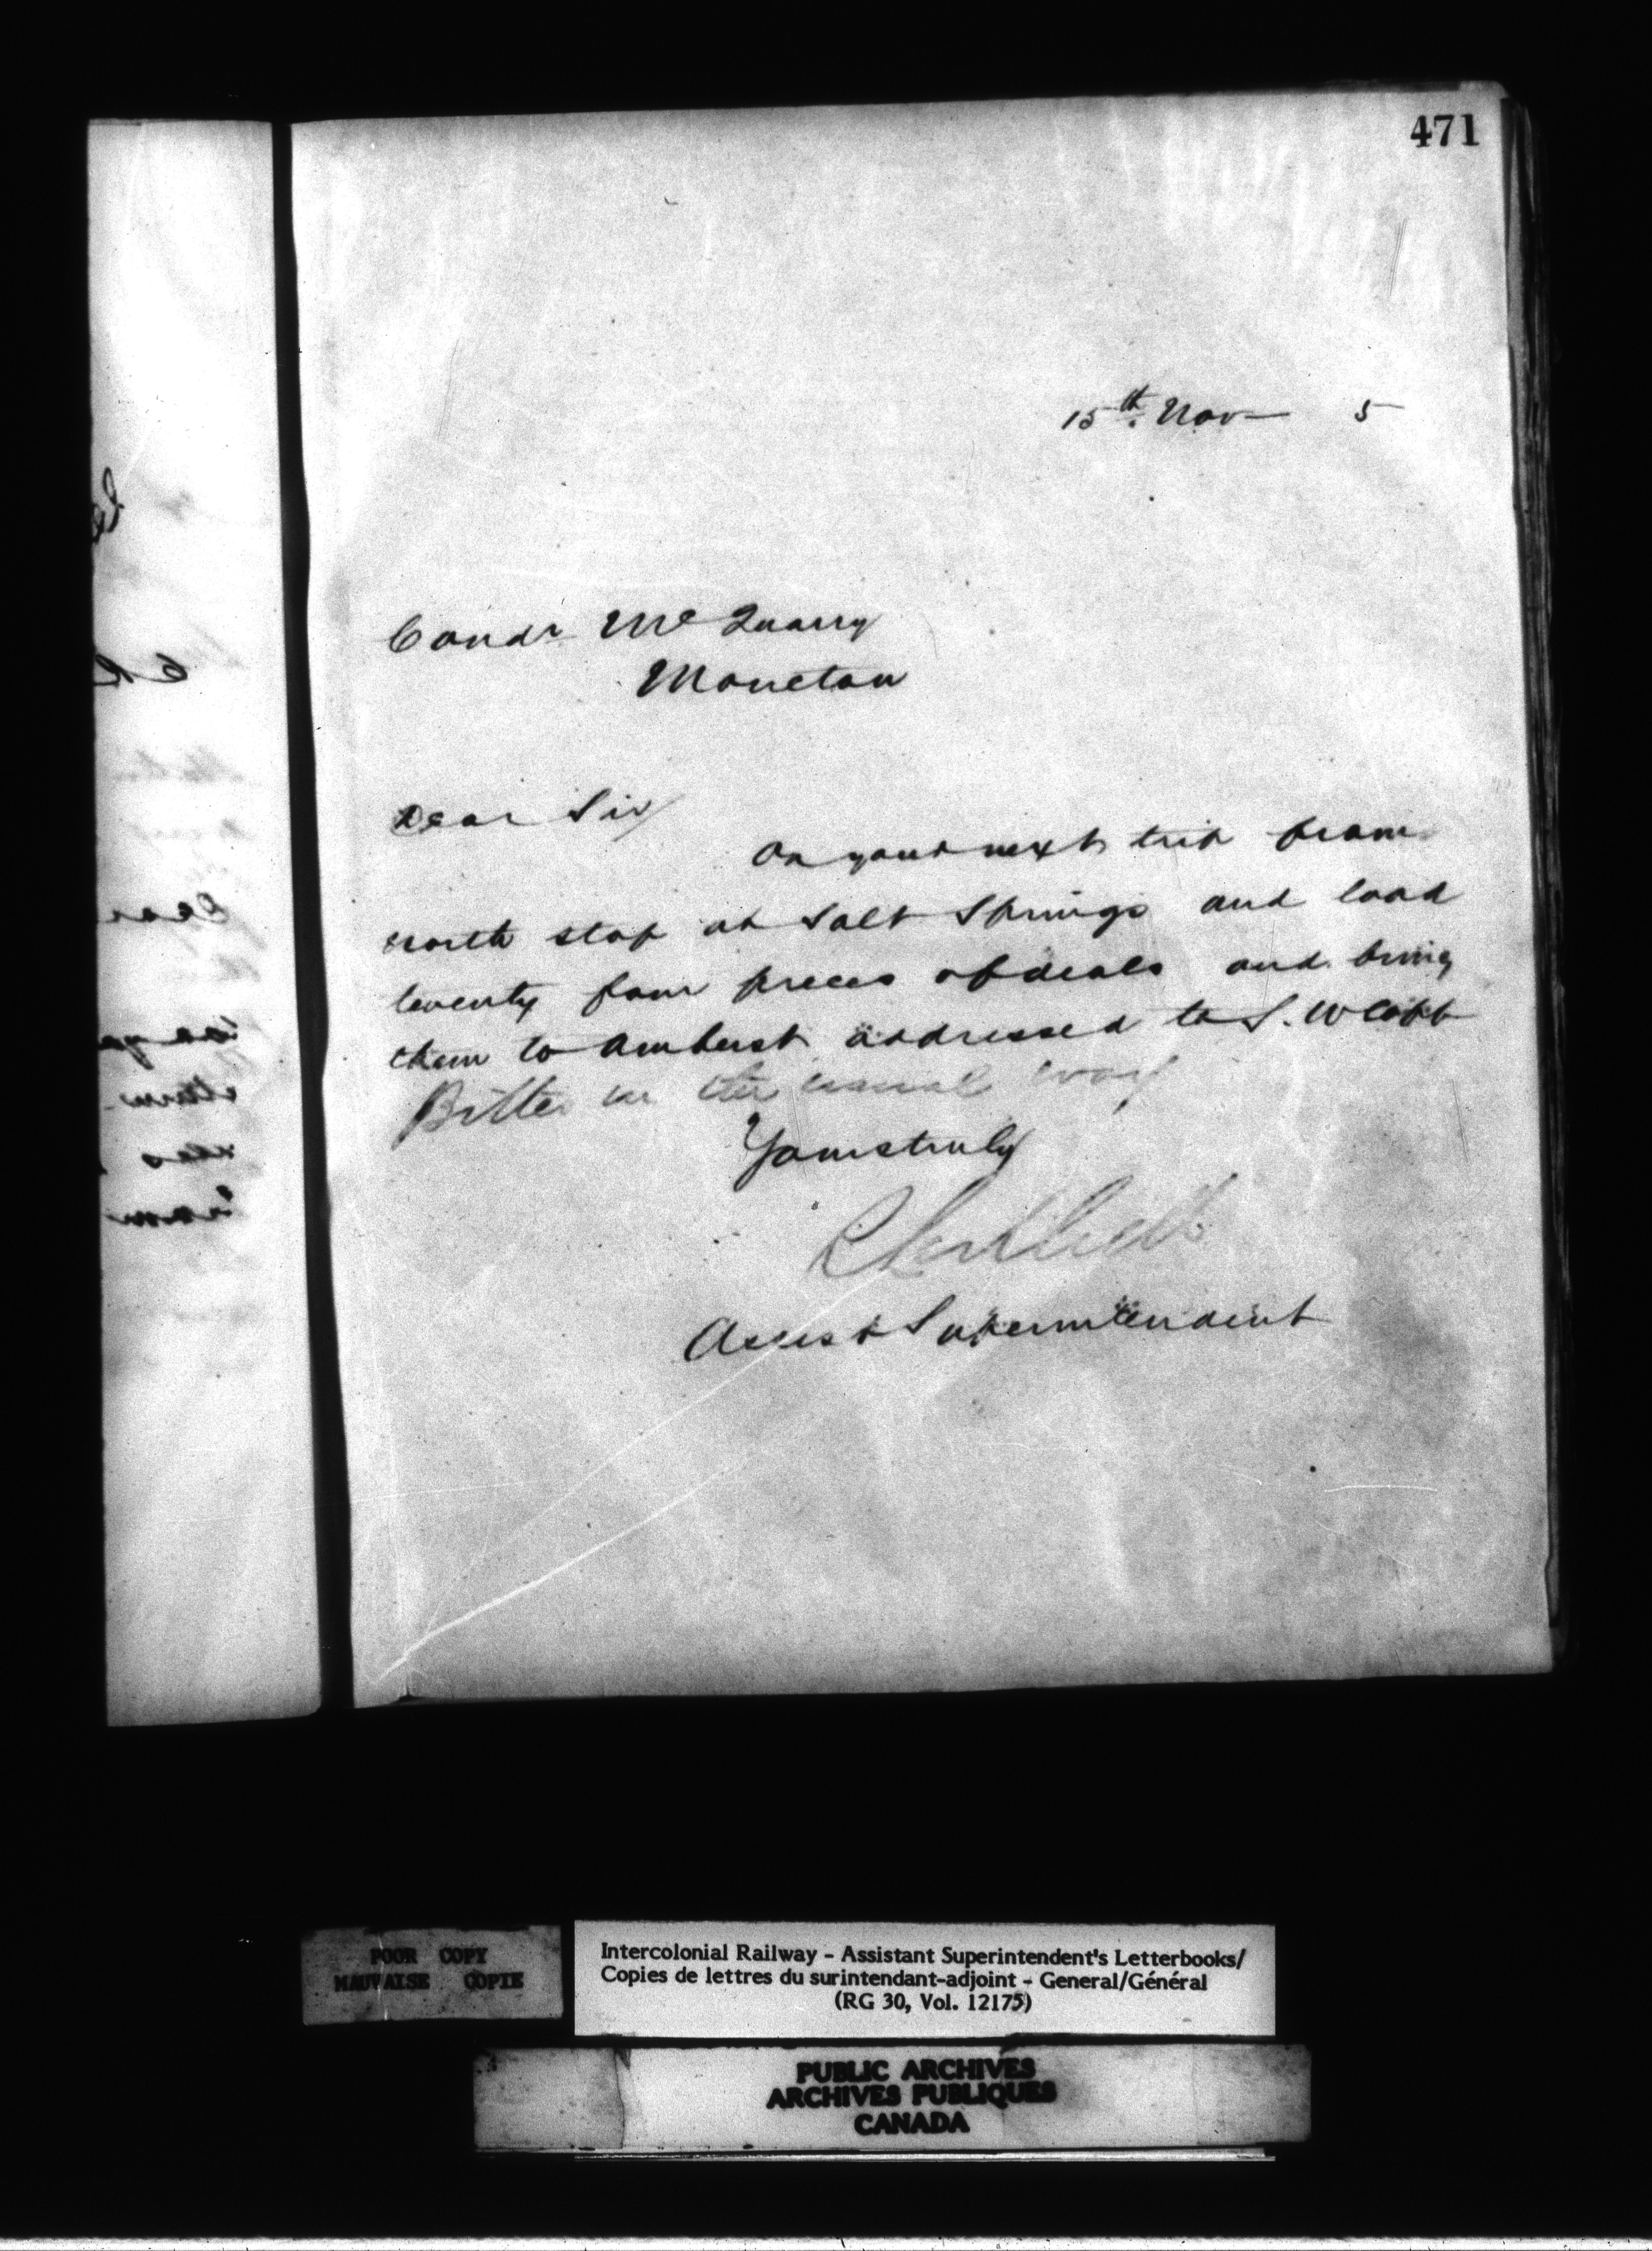 471
15th. Nov 5
Condr McQuarry
Moncton
Dear Sir/
On your next trip from
north stop at Salt Springs and load
twenty four pieces of deals and bring
them to Amherst addressed to S. W
in the usual way
Yours truly
Assist Superintendent
POOR COPY
MAUVAISE COPIE
Intercolonial Railway - Assistant Superintendent's Letterbooks/
Copies de lettres du surintendant-adjoint - General/Général
(RG 30, Vol. 12175)
PUBLIC ARCHIVES
ARCHIVES PUBLIQUES
CANADA